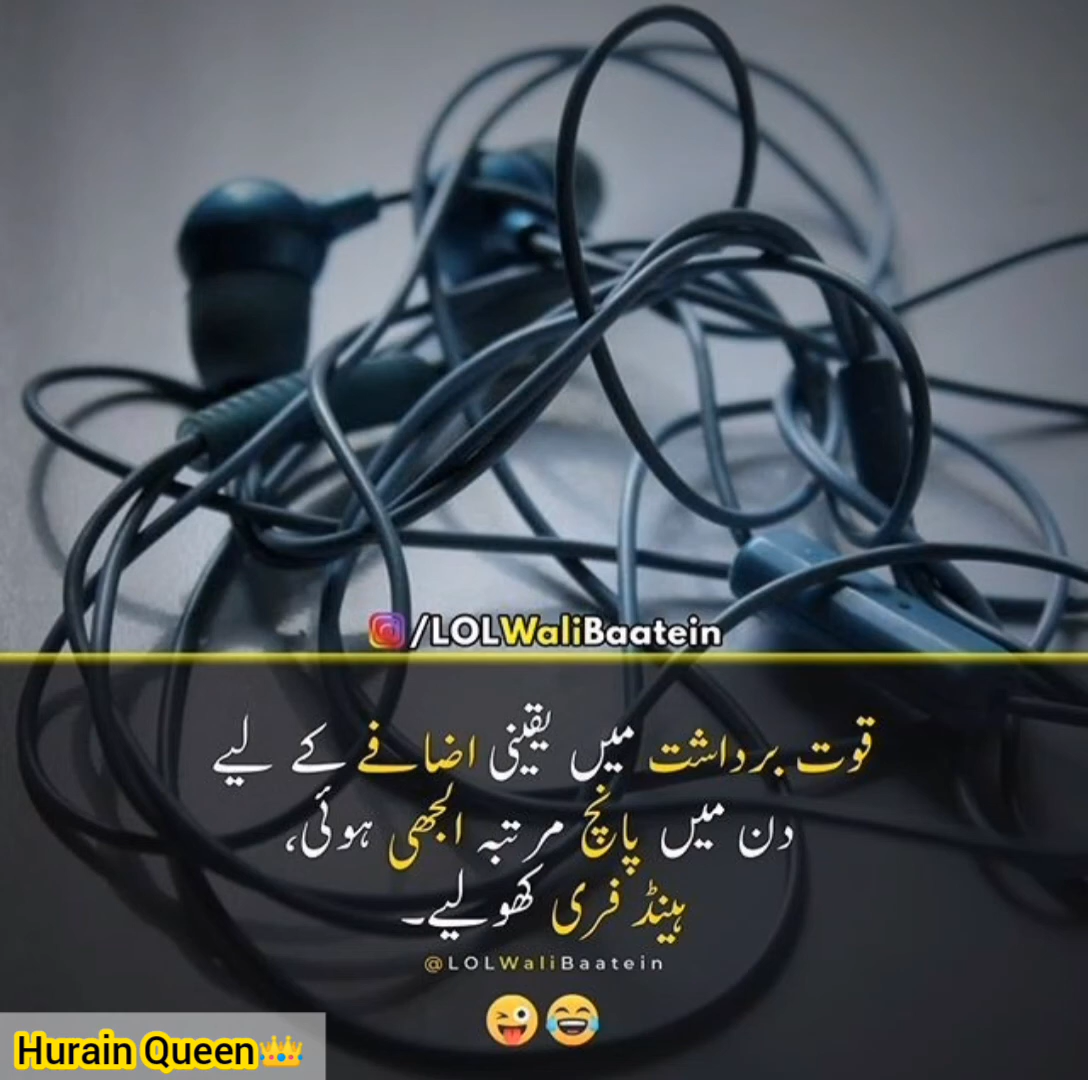 /LOLWaliBaatein
قوت برداشت میں یقینی اضافے کے لیے
دن میں پانچ مرتبہ الجھی ہوئی،
ہینڈ فری کھولیے۔
@LOLWaliBaatein
Hurain Queen